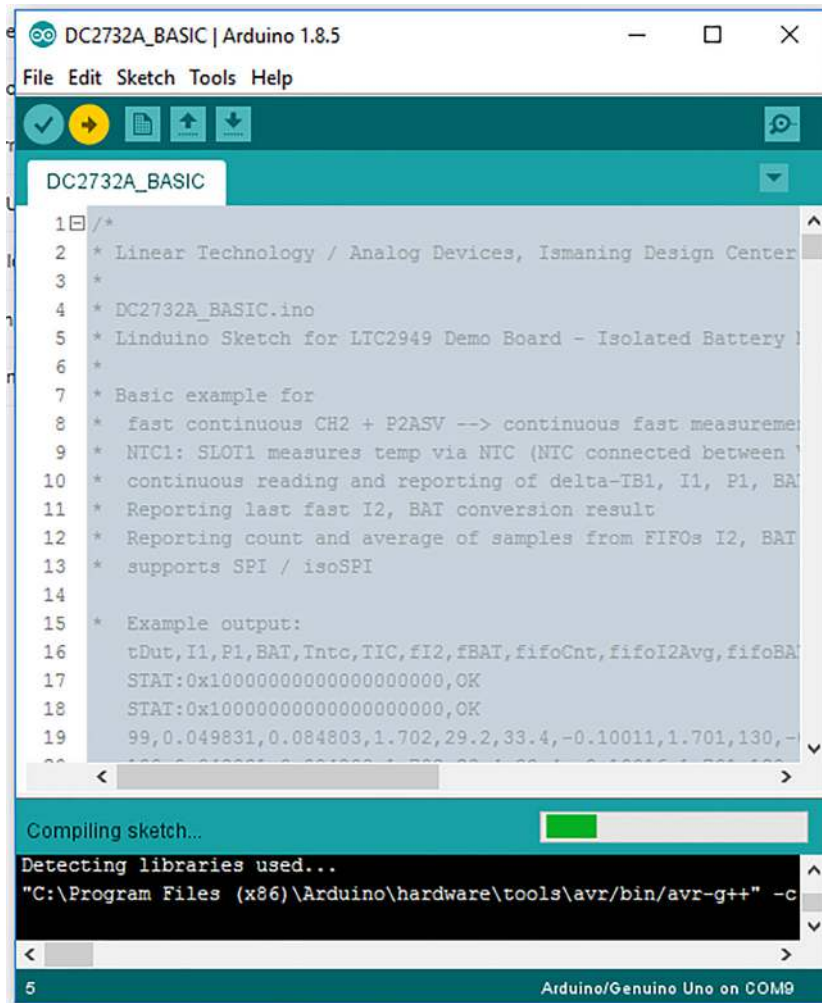 DC2732A_BASIC | Arduino 1.8.5
File Edit Sketch Tools Help
DC2732A_BASIC
1 /*
2 * Linear Technology / Analog Devices, Ismaning Design Center
3 *
4 * DC2732A_BASIC.ino
5 * Linduino Sketch for LTC2949 Demo Board - Isolated Battery
6 *
7 * Basic example for
8 * fast continuous CH2 + P2ASV --> continuous fast measureme
9 * NTC1: SLOT1 measures temp via NTC (NTC connected between
10 * continuous reading and reporting of delta-TB1, I1, P1, BA
11 * Reporting last fast I2, BAT conversion result
12 * Reporting count and average of samples from FIFOs I2, BAT
13 * supports SPI / isoSPI
14
15 * Example output:
16 tDut,I1,P1,BAT,Tntc,TIC,fI2,fBAT,fifoCnt,fifoI2Avg,fifoBA
17 STAT:0x10000000000000000000,OK
18 STAT:0x10000000000000000000,OK
19 99,0.049831,0.084803,1.702,29.2,33.4,-0.10011,1.701,130,-
Compiling sketch...
Detecting libraries used...
"C:\Program Files (x86)\Arduino\hardware\tools\avr/bin/avr-g++" -c
5 Arduino/Genuino Uno on COM9